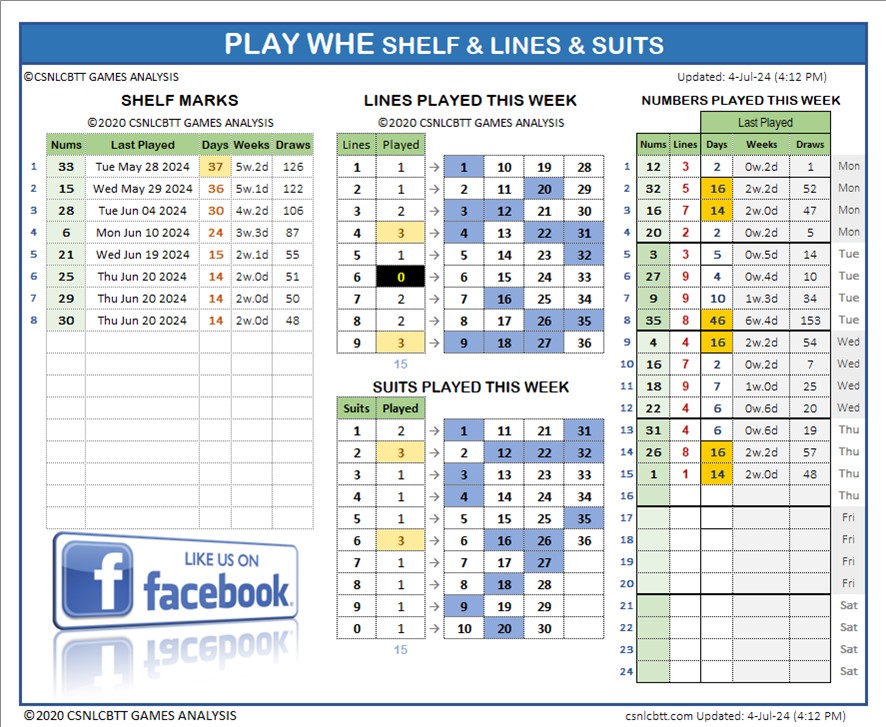 PLAY WHE SHELF & LINES & SUITS
©CSNLCBTT GAMES ANALYSIS
Updated: 4-Jul-24 (4:12 PM)
SHELF MARKS
©2020 CSNLCBTT GAMES ANALYSIS
Nums Last Played Days Weeks Draws
1 33 Tue May 28 2024 37 5w.2d 126
2 15 Wed May 29 2024 36 5w.1d 122
3 28 Tue Jun 04 2024 30 4w.2d 106
4 6 Mon Jun 10 2024 24 3w.3d 87
5 21 Wed Jun 19 2024 15 2w.1d 55
6 25 Thu Jun 20 2024 14 2w.0d 51
7 29 Thu Jun 20 2024 14 2w.0d 50
8 30 Thu Jun 20 2024 14 2w.0d 48
LIKE US ON
facebook.
LINES PLAYED THIS WEEK
©2020 CSNLCBTT GAMES ANALYSIS
Lines Played
1 1 → 1 10 19 28
2 1 → 2 11 20 29
3 2 → 3 12 21 30
4 3 → 4 13 22 31
5 1 → 5 14 23 32
6 0 → 6 15 24 33
7 2 → 7 16 25 34
8 2 → 8 17 26 35
9 3 → 9 18 27 36
15
SUITS PLAYED THIS WEEK
Suits Played
1 2 → 1 11 21 31
2 3 → 2 12 22 32
3 1 → 3 13 23 33
4 1 → 4 14 24 34
5 1 → 5 15 25 35
6 3 → 6 16 26 36
7 1 → 7 17 27
8 1 → 8 18 28
9 1 → 9 19 29
0 1 → 10 20 30
15
NUMBERS PLAYED THIS WEEK
Last Played
Nums Lines Days Weeks Draws
1 12 3 2 0w.2d 1 Mon
2 32 5 16 2w.2d 52 Mon
3 16 7 14 2w.0d 47 Mon
4 20 2 2 0w.2d 5 Mon
5 3 3 5 0w.5d 14 Tue
6 27 9 4 0w.4d 10 Tue
7 9 9 10 1w.3d 34 Tue
8 35 8 46 6w.4d 153 Tue
9 4 4 16 2w.2d 54 Wed
10 16 7 2 0w.2d 7 Wed
11 18 9 7 1w.0d 25 Wed
12 22 4 6 0w.6d 20 Wed
13 31 4 6 0w.6d 19 Thu
14 26 8 16 2w.2d 57 Thu
15 1 1 14 2w.0d 48 Thu
16 Thu
17 Fri
18 Fri
19 Fri
20 Fri
21 Sat
22 Sat
23 Sat
24 Sat
©2020 CSNLCBTT GAMES ANALYSIS
csnlcbtt.com Updated: 4-Jul-24 (4:12 PM)